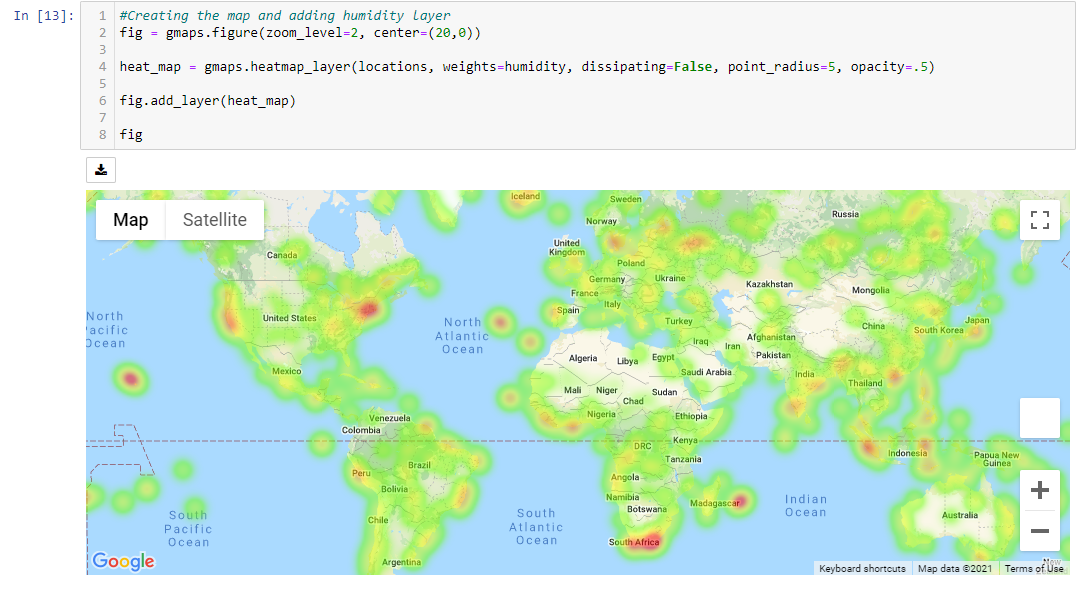 In [13]:
1 #Creating the map and adding humidity layer
2 fig = gmaps.figure(zoom_level=2, center=(20,0))
3
4 heat_map = gmaps.heatmap_layer(locations, weights=humidity, dissipating=False, point_radius=5, opacity=.5)
5
6 fig.add_layer(heat_map)
7
8 fig
Map Satellite
Iceland
Sweden
Norway
Russia
Canada
United
Kingdom
Poland
Germany
Ukraine
Kazakhstan
Mongolia
France
Italy
Spain
North
Pacific
Ocean
United States
North
Atlantic
Ocean
Turkey
China
South Korea
Japan
Iraq
Iran
Afghanistan
Pakistan
Algeria
Libya
Egypt
Mexico
Saudi Arabia
India
Thailand
Mali
Niger
Chad
Sudan
Nigeria
Ethiopia
Venezuela
Colombia
DRC
Kenya
Tanzania
Indonesia
Papua New
Guinea
Peru
Brazil
Bolivia
Angola
Namibia
Botswana
Madagascar
Indian
Ocean
Australia
South
Pacific
Ocean
Chile
South
Atlantic
Ocean
South Africa
Argentina
Google
Keyboard shortcuts Map data ©2021 Terms of Use